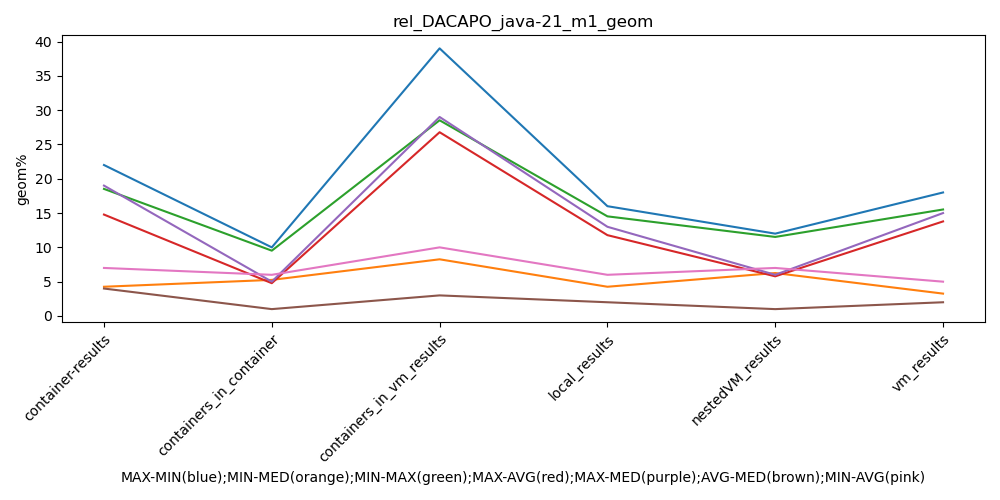 rel_DACAPO_java-21_m1_geom
geom%
40
35
30
25
20
15
10
5
0
container-results
containers_in_container
containers_in_vm_results
local_results
nestedVM_results
vm_results
MAX-MIN(blue);MIN-MED(orange);MIN-MAX(green);MAX-AVG(red);MAX-MED(purple);AVG-MED(brown);MIN-AVG(pink)